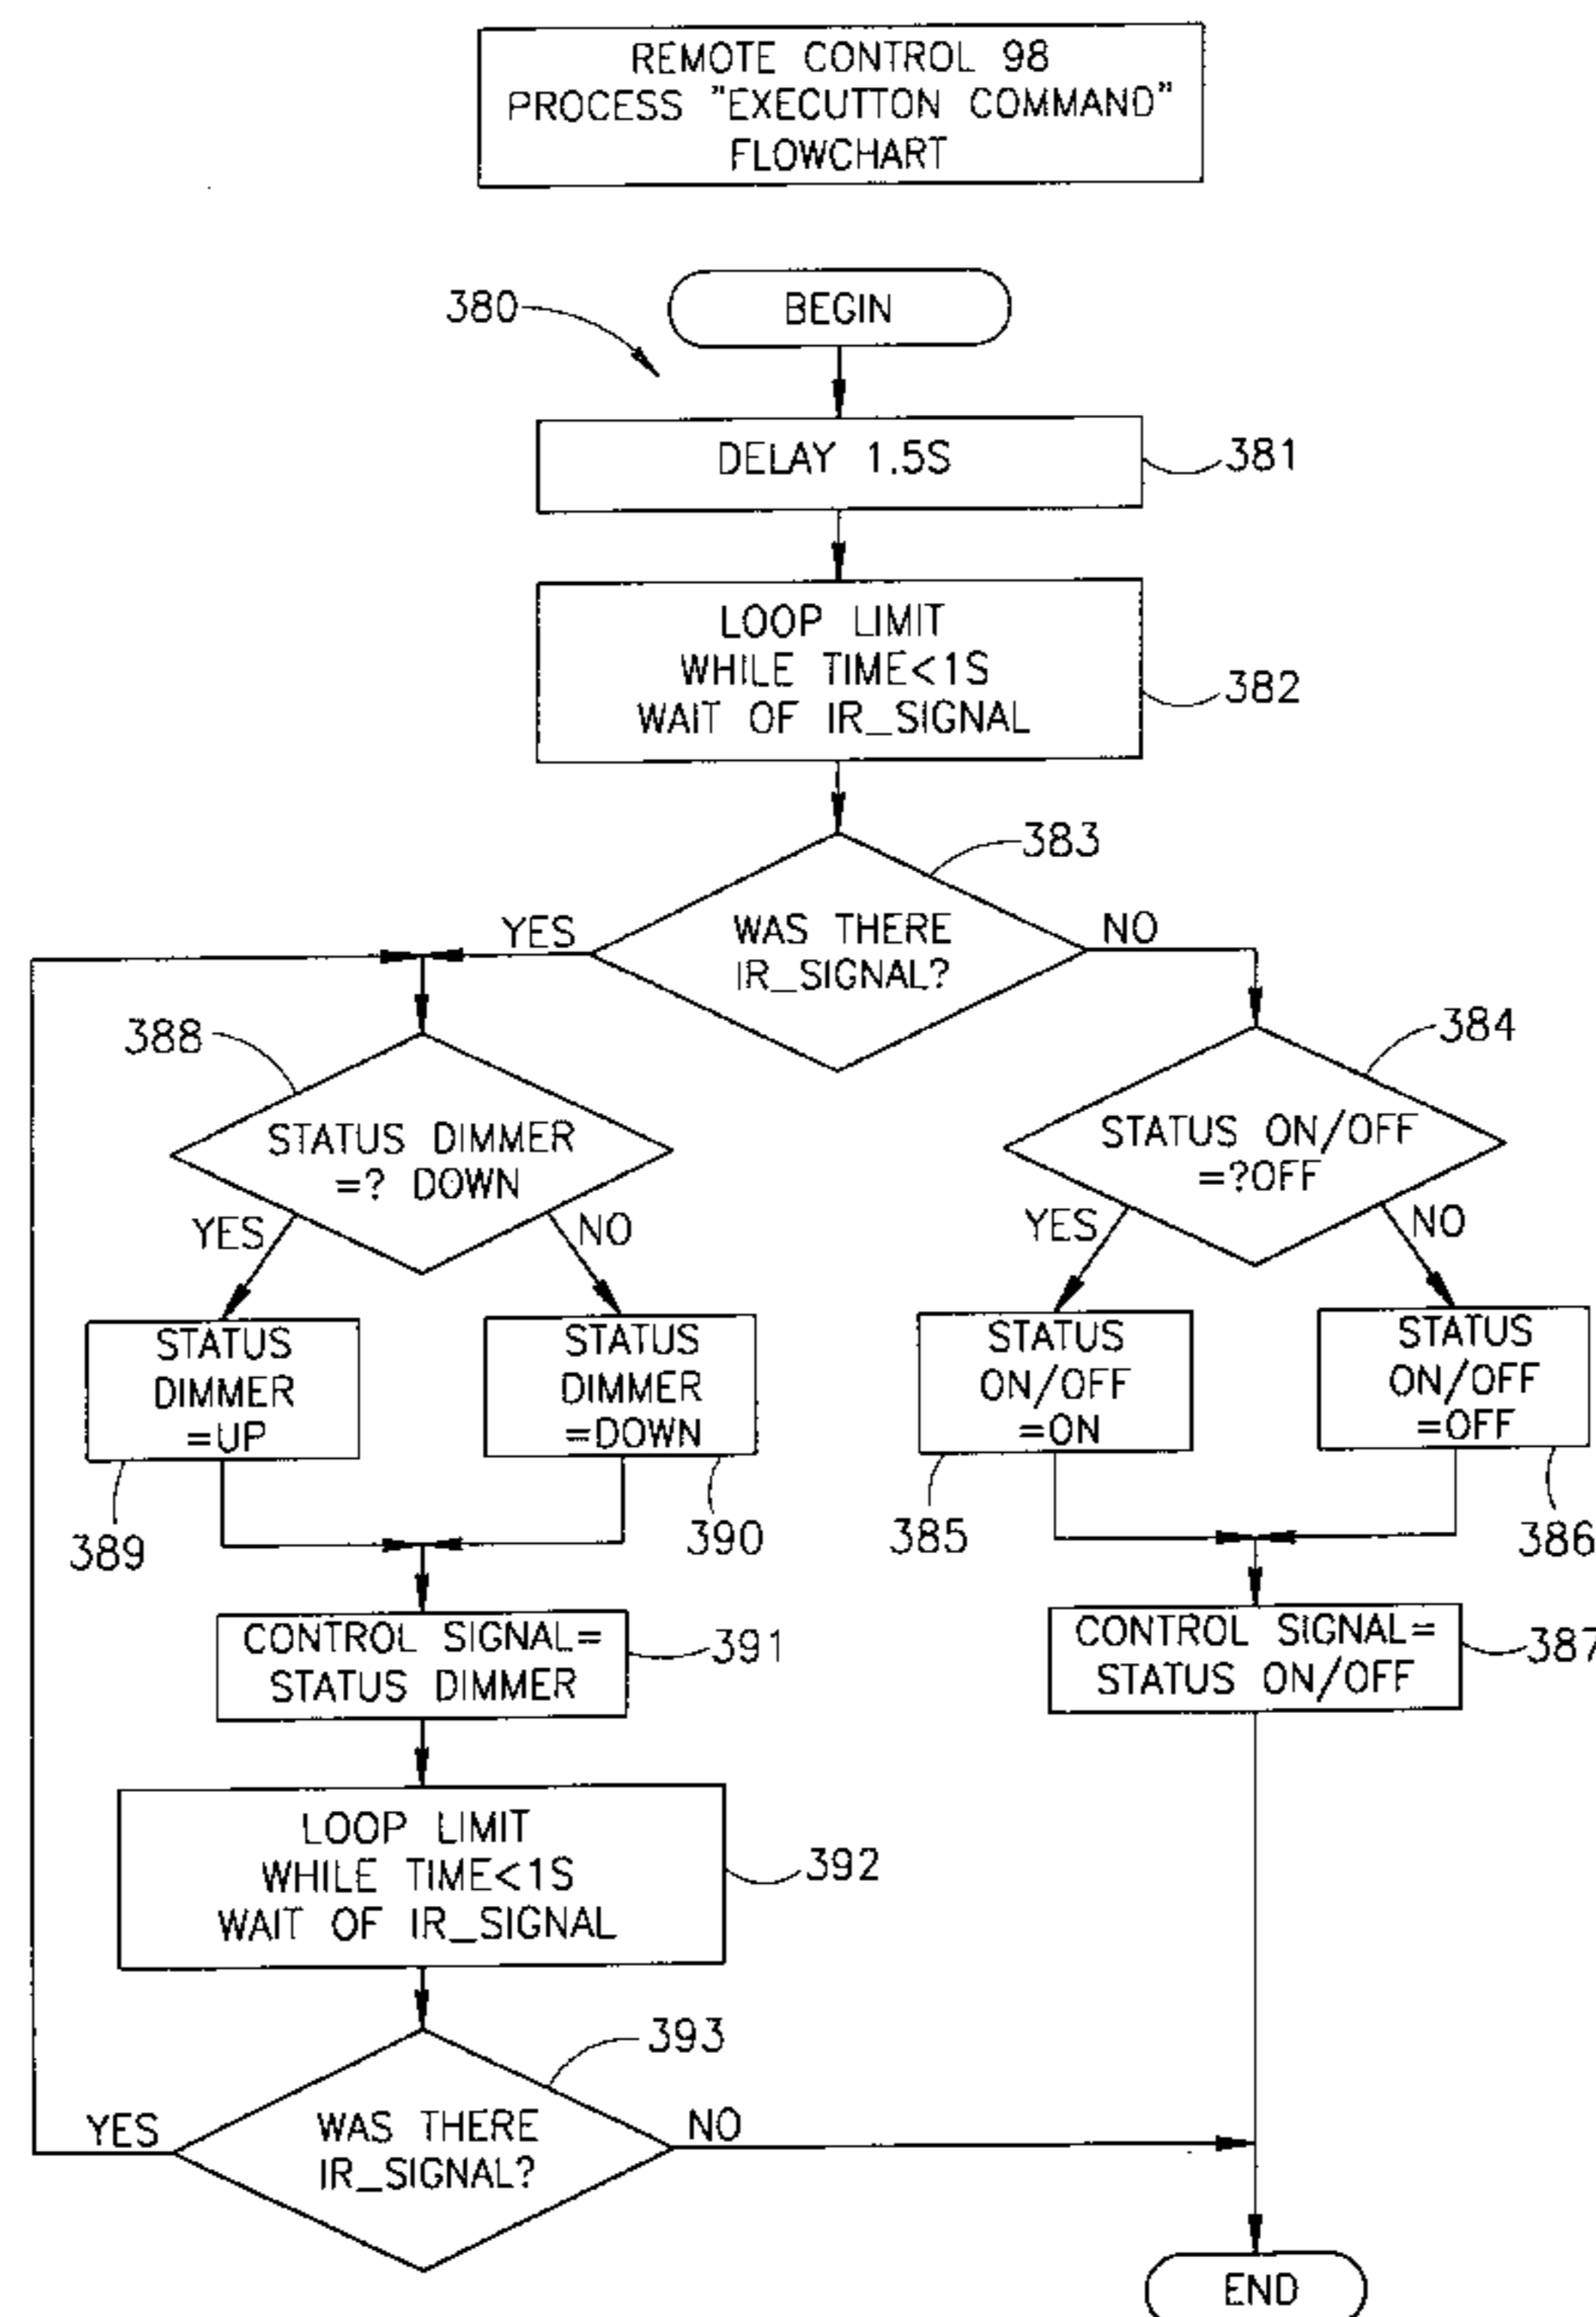 REMOTE CONTROL 98
PROCESS "EXECUTTON COMMAND"
FLOWCHART
380
BEGIN
DELAY 1.5S
381
LOOP LIMIT
WHILE TIME<1S
WAIT OF IR_SIGNAL
382
383
WAS THERE
IR_SIGNAL?
YES
NO
388
STATUS DIMMER
=? DOWN
YES
NO
384
STATUS ON/OFF
=?OFF
YES
NO
STATUS
DIMMER
=UP
389
STATUS
DIMMER
=DOWN
390
STATUS
ON/OFF
=ON
385
STATUS
ON/OFF
=OFF
386
CONTROL SIGNAL=
STATUS DIMMER
391
CONTROL SIGNAL=
STATUS ON/OFF
387
LOOP LIMIT
WHILE TIME<1S
WAIT OF IR_SIGNAL
392
393
WAS THERE
IR_SIGNAL?
YES
NO
END